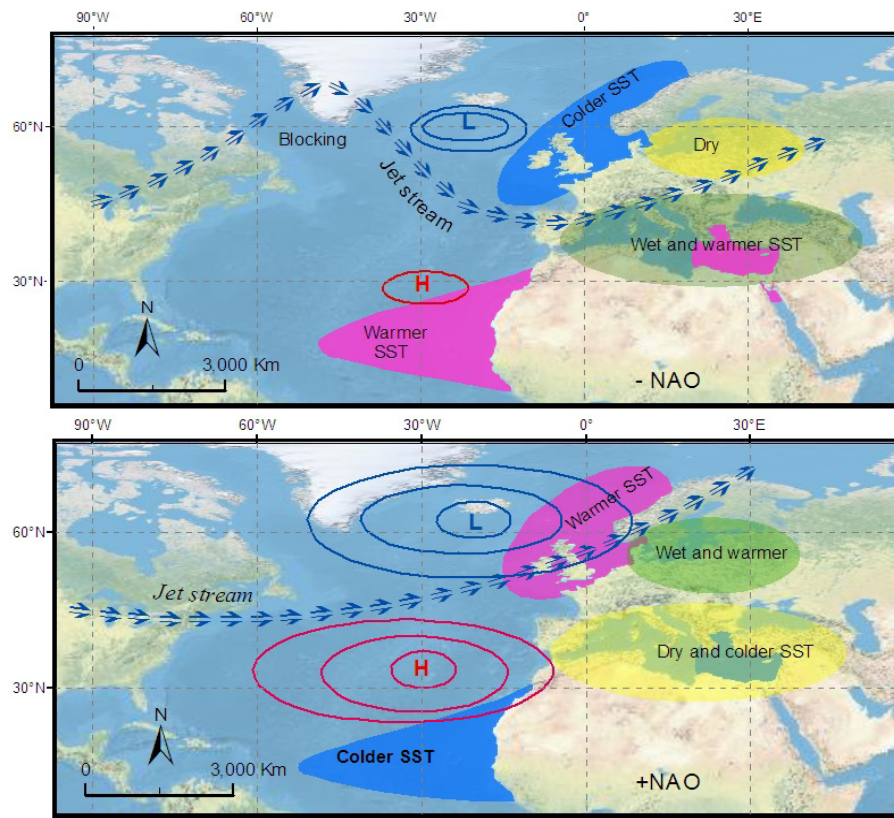 90°W 60°W 30°W 0° 30°E
Colder SST
L
60°N
Blocking
Dry
Jet stream
Wet and warmer SST
30°N
H
N
Warmer
SST
0 3,000 Km
- NAO
90°W 60°W 30°W 0° 30°E
Warmer SST
L
60°N
Wet and warmer
Jet stream
Dry and colder SST
H
30°N
N
Colder SST
0 3,000 Km
+NAO